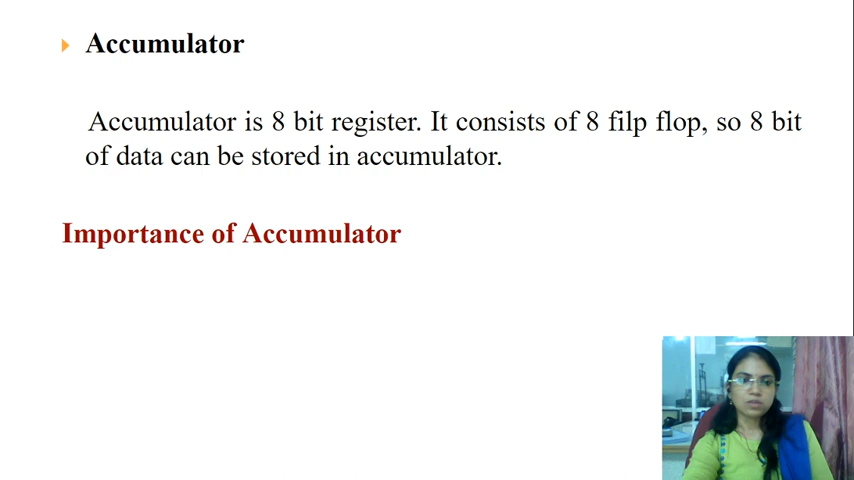 Accumulator
Accumulator is 8 bit register. It consists of 8 filp flop, so 8 bit
of data can be stored in accumulator.
Importance of Accumulator